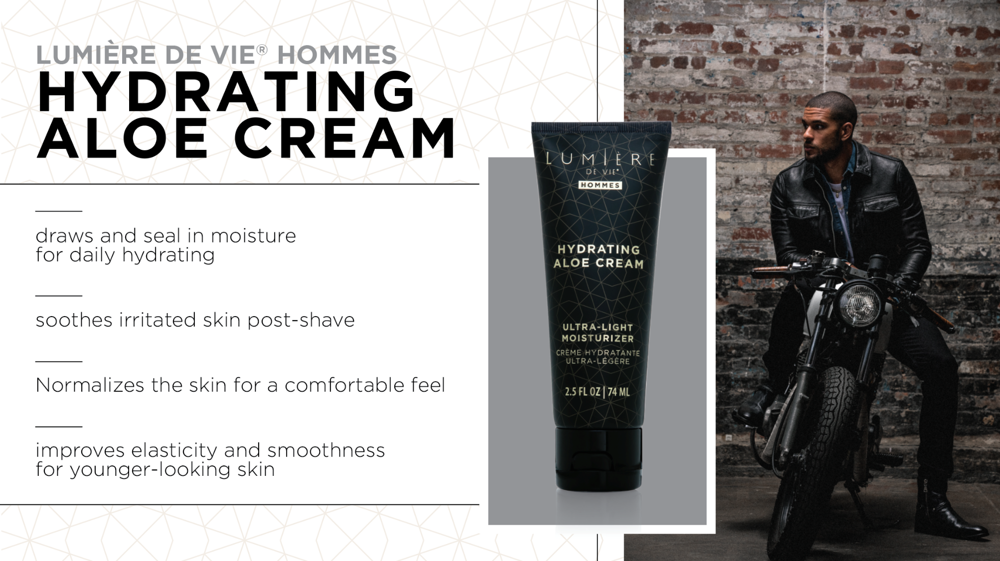 LUMIÈRE DE VIE® HOMMES
HYDRATING
ALOE CREAM
draws and seal in moisture
for daily hydrating
soothes irritated skin post-shave
Normalizes the skin for a comfortable feel
improves elasticity and smoothness
for younger-looking skin
LUMIÈRE
DE VIE®
HOMMES
HYDRATING
ALOE CREAM
ULTRA-LIGHT
MOISTURIZER
CRÈME HYDRATANTE
ULTRA-LÉGÈRE
2.5 FL OZ | 74 ML